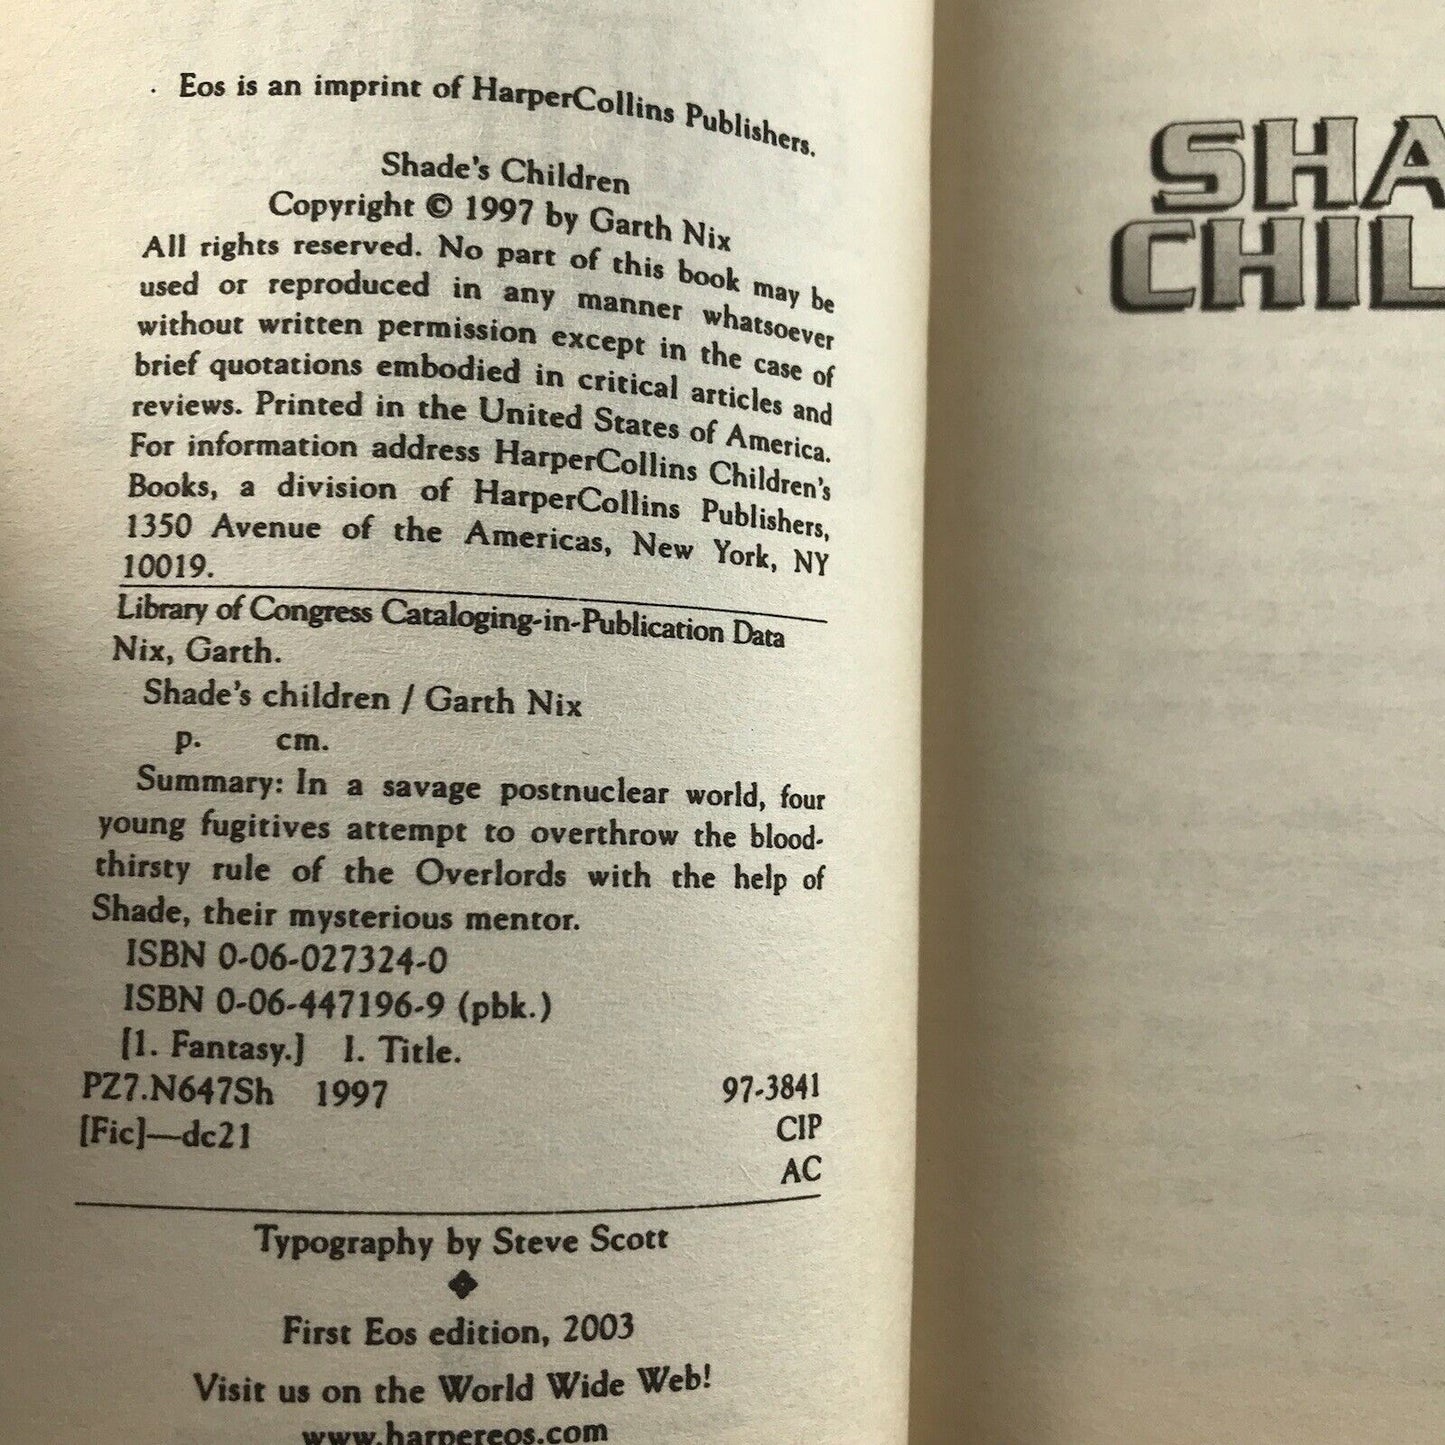 Eos is an imprint of HarperCollins Publishers.
Shade's Children
Copyright © 1997 by Garth Nix
All rights reserved. No part of this book may be
used or reproduced in any manner whatsoever
without written permission except in the case of
brief quotations embodied in critical articles and
reviews. Printed in the United States of America.
For information address HarperCollins Children's
Books, a division of HarperCollins Publishers,
1350 Avenue of the Americas, New York, NY
10019.
Library of Congress Cataloging-in-Publication Data
Nix, Garth.
Shade's children / Garth Nix
p. cm.
Summary: In a savage postnuclear world, four
young fugitives attempt to overthrow the blood-
thirsty rule of the Overlords with the help of
Shade, their mysterious mentor.
ISBN 0-06-027324-0
ISBN 0-06-447196-9 (pbk.)
[1. Fantasy.] I. Title.
PZ7.N647Sh 1997 97-3841
[Fic]—dc21 CIP
AC
Typography by Steve Scott
First Eos edition, 2003
Visit us on the World Wide Web!
www.harpereos.com
SHA
CHIL